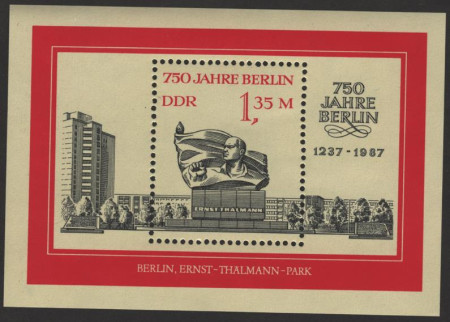 750 JAHRE BERLIN
DDR 1,35 M
750
JAHRE
BERLIN
1237-1987
ERNST THÄLMANN
BERLIN, ERNST-THÄLMANN-PARK